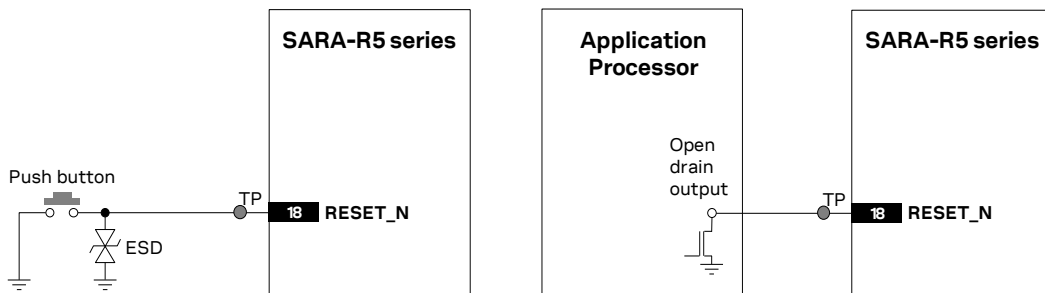 SARA-R5 series
Push button
ESD
TP
18
RESET_N
Application
Processor
Open
drain
output
SARA-R5 series
TP
18
RESET_N